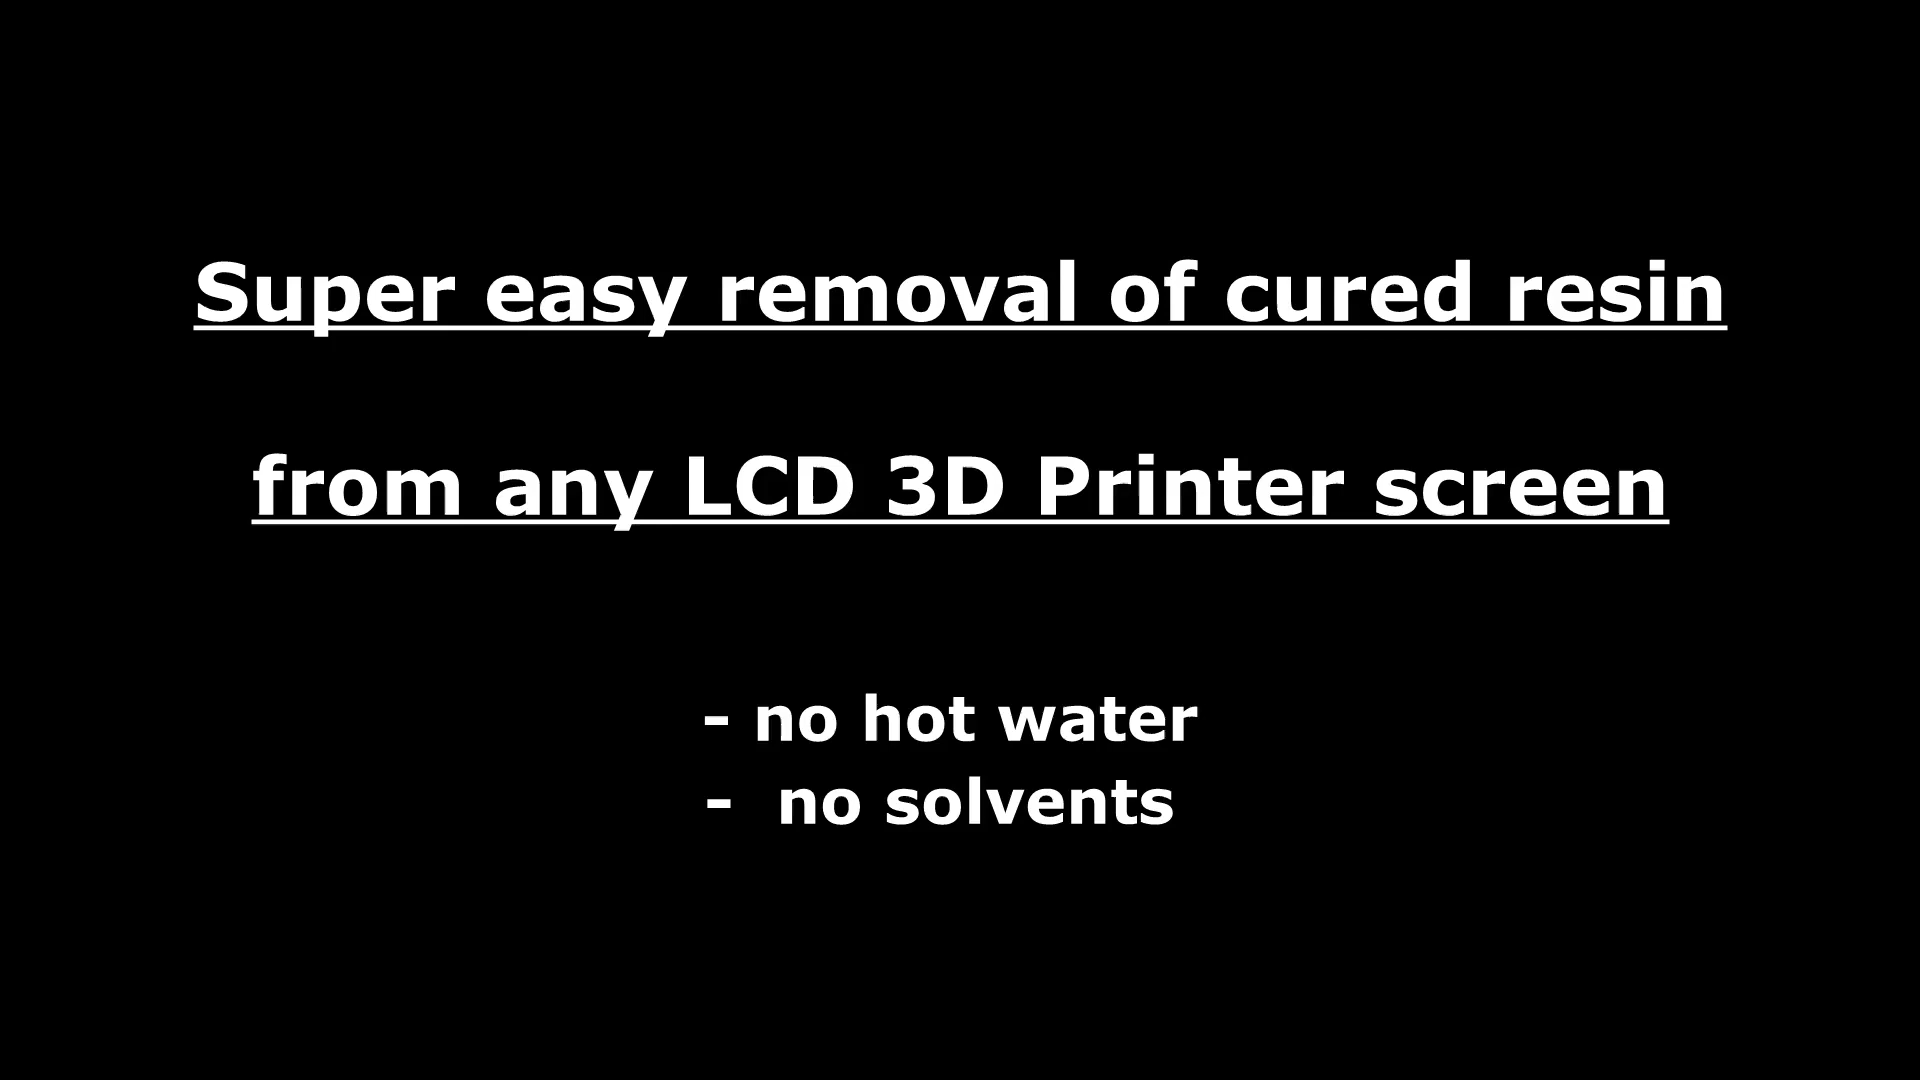 Super easy removal of cured resin
from any LCD 3D Printer screen
- no hot water
- no solvents